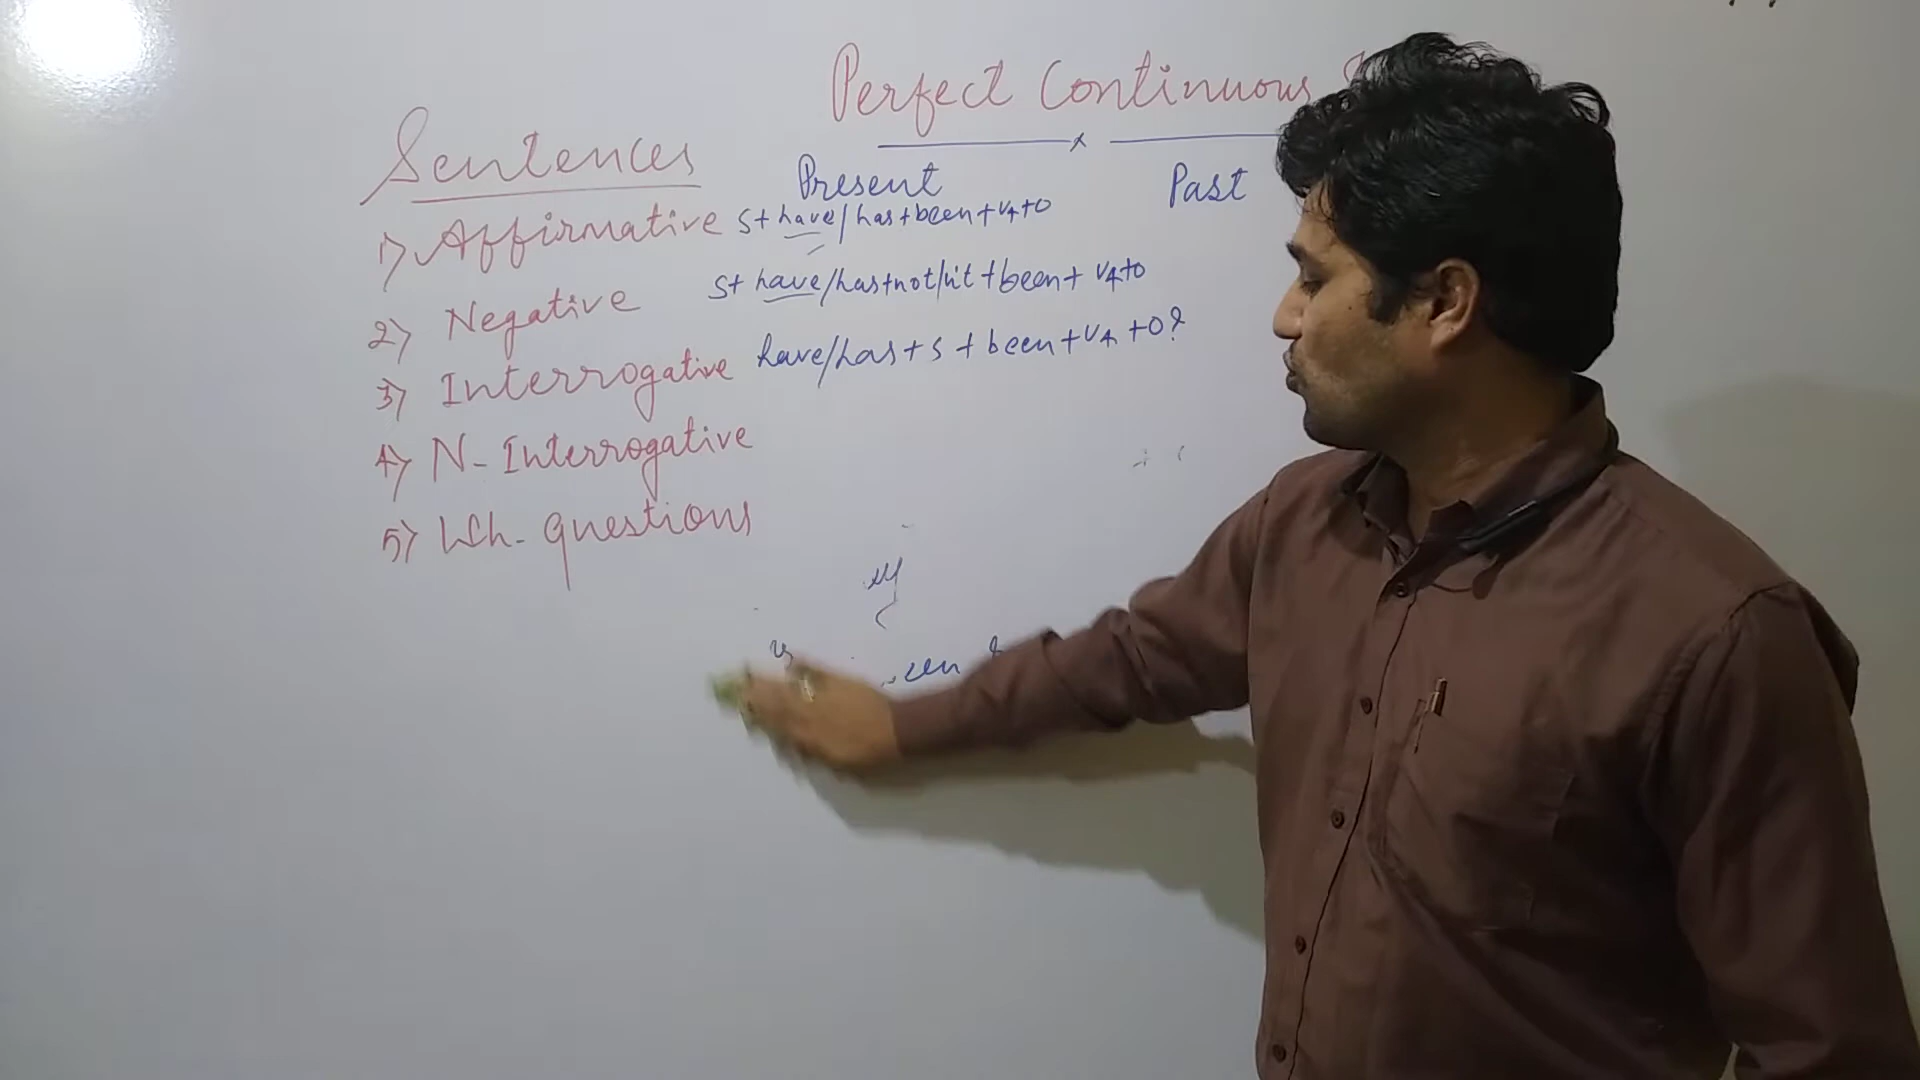 Perfect Continuous
Sentences
Present
Past
1) Affirmative S+ have/has+been+v4+o
2) Negative S+ have/has+not/n't+been+v4+o
3) Interrogative have/has+s+been+v4+o?
4) N-Interrogative
5) Wh-questions